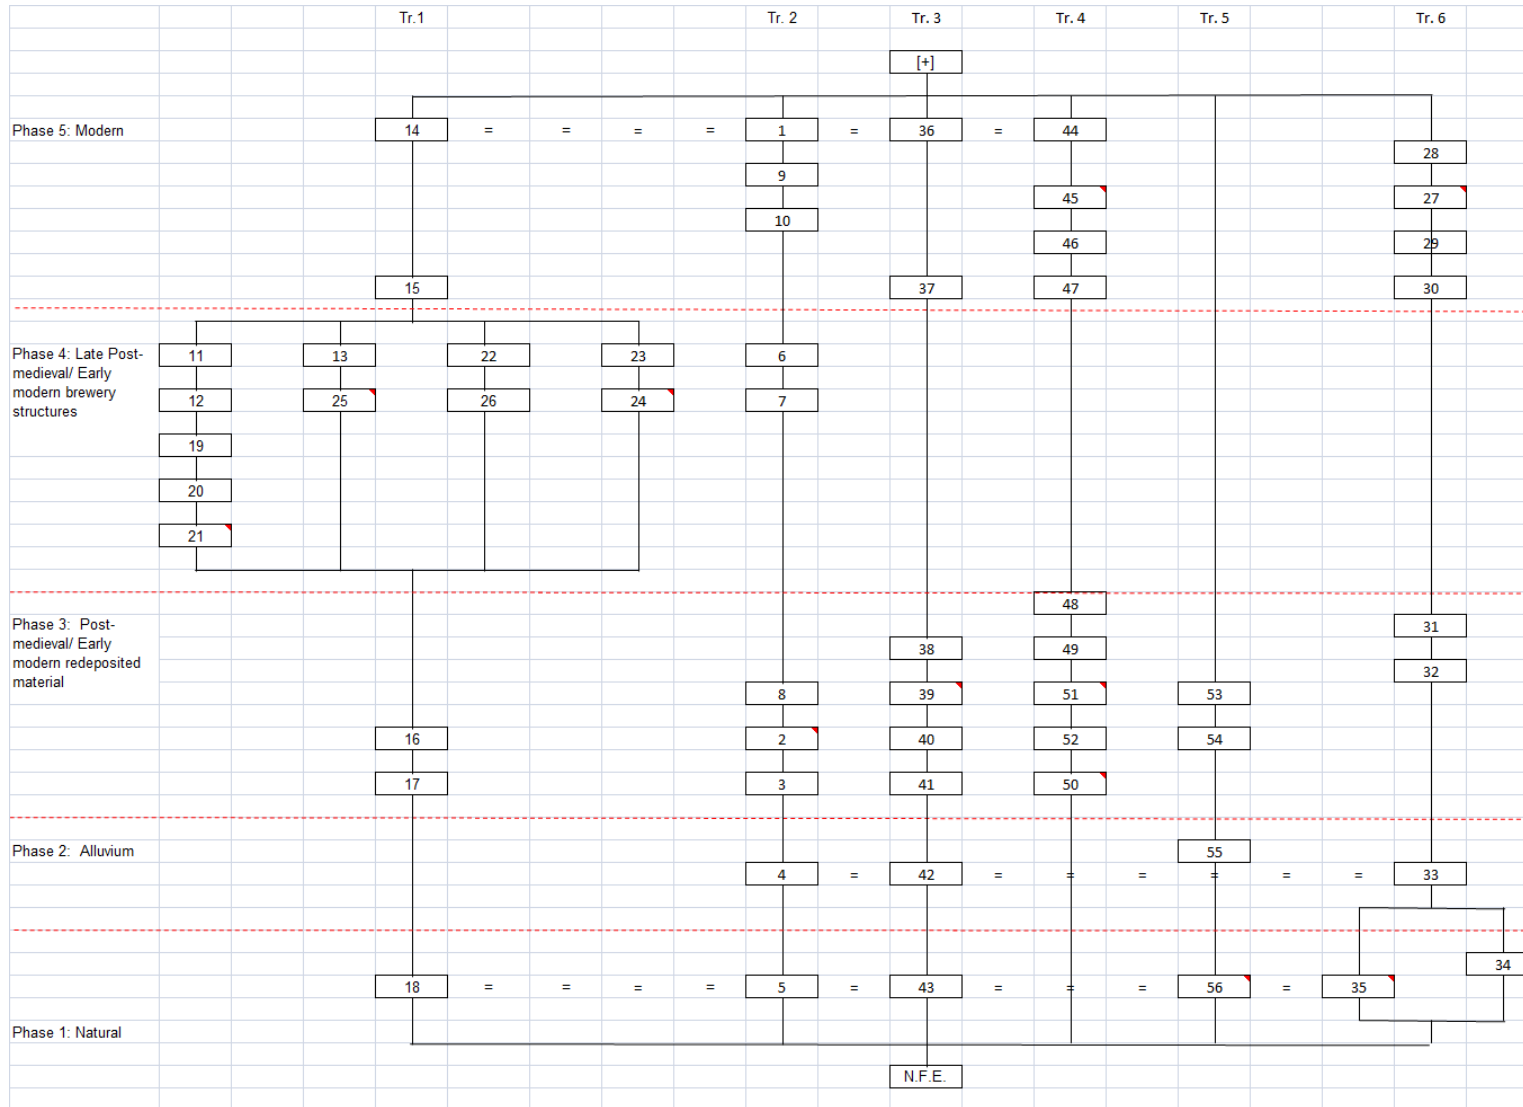 Tr.1 Tr. 2 Tr. 3 Tr. 4 Tr. 5 Tr. 6
[+]
Phase 5: Modern 14 = = = = 1 = 36 = 44
28
9
45 27
10
46 29
15 37 47 30
Phase 4: Late Post-
medieval/ Early
modern brewery
structures
11 13 22 23 6
12 25 26 24 7
19
20
21
48
Phase 3: Post-
medieval/ Early
modern redeposited
material
31
38 49
32
8 39 51 53
16 2 40 52 54
17 3 41 50
Phase 2: Alluvium 55
4 = 42 = = = = = = 33
34
18 = = = = 5 = 43 = = = 56 = 35
Phase 1: Natural
N.F.E.